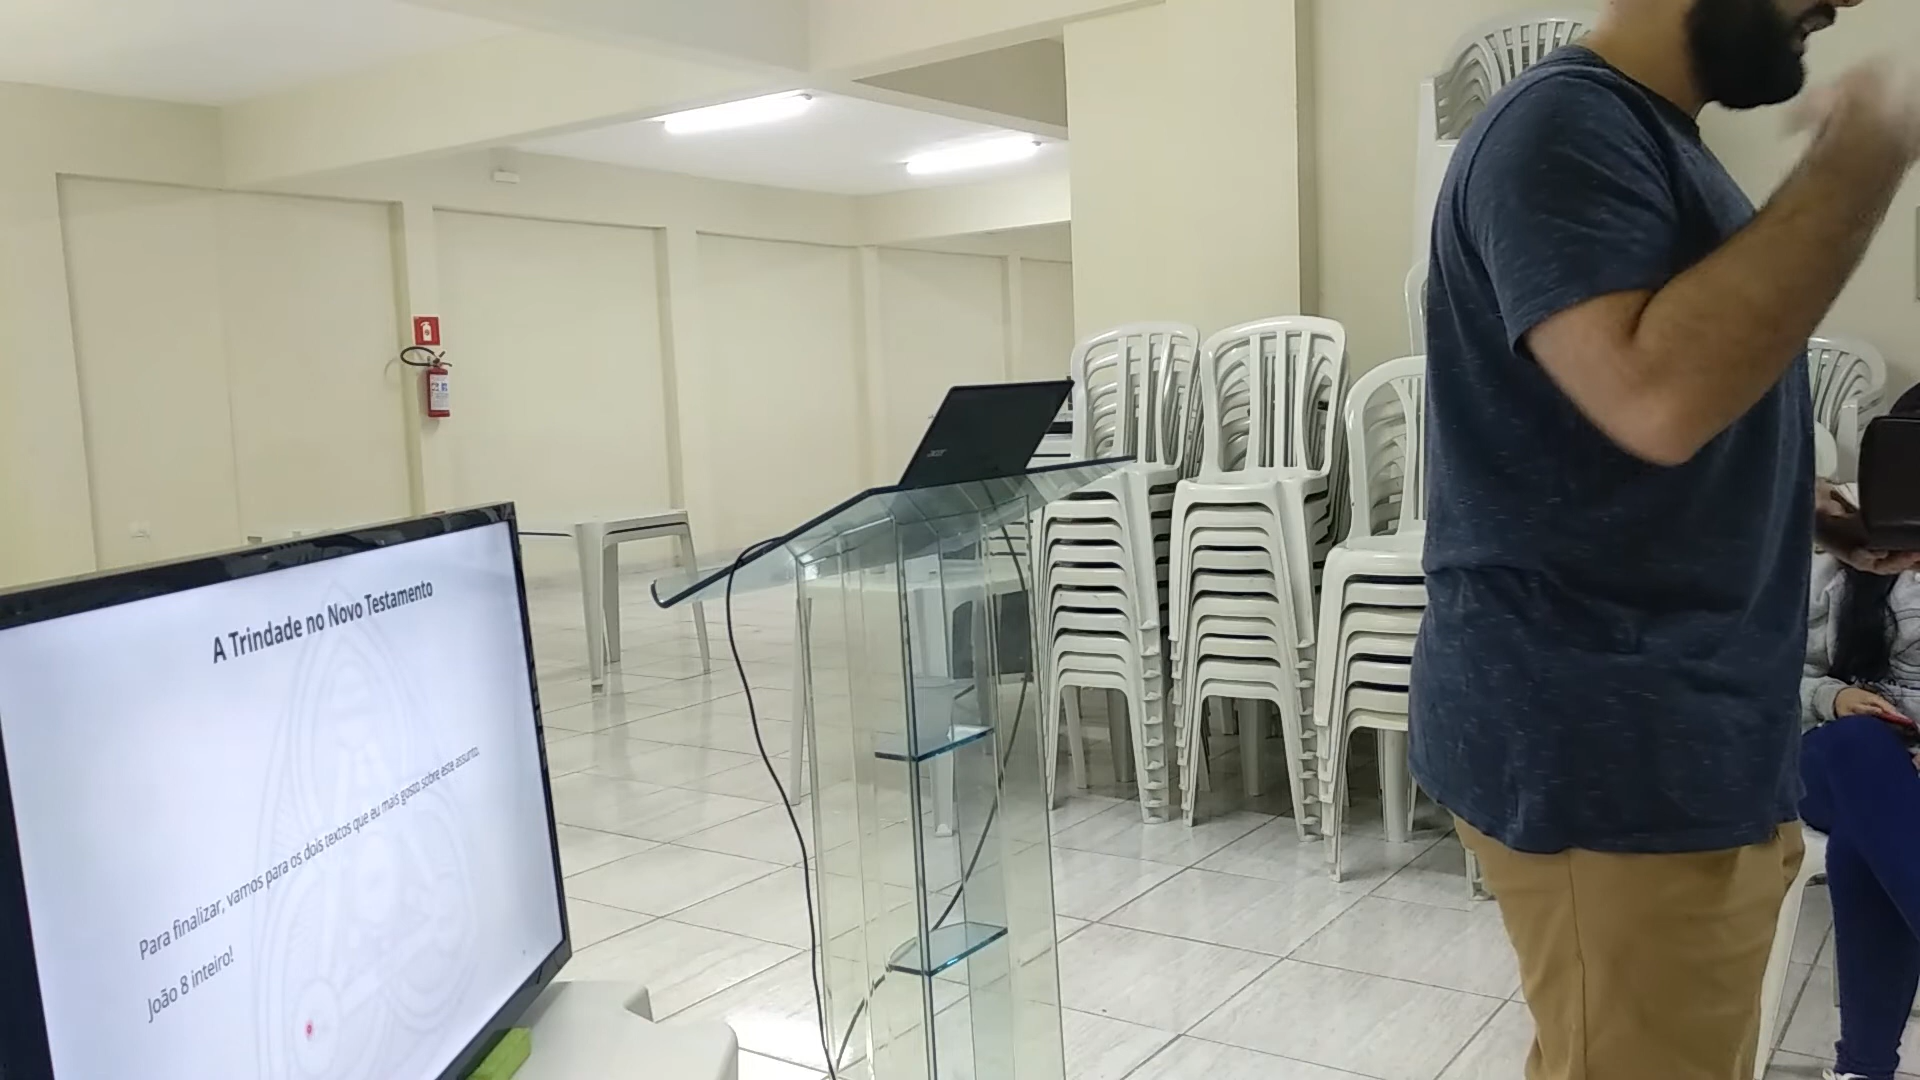 A Trindade no Novo Testamento
Para finalizar, vamos para os dois textos que eu mais gosto sobre este assunto.
João 8 inteiro!
acer